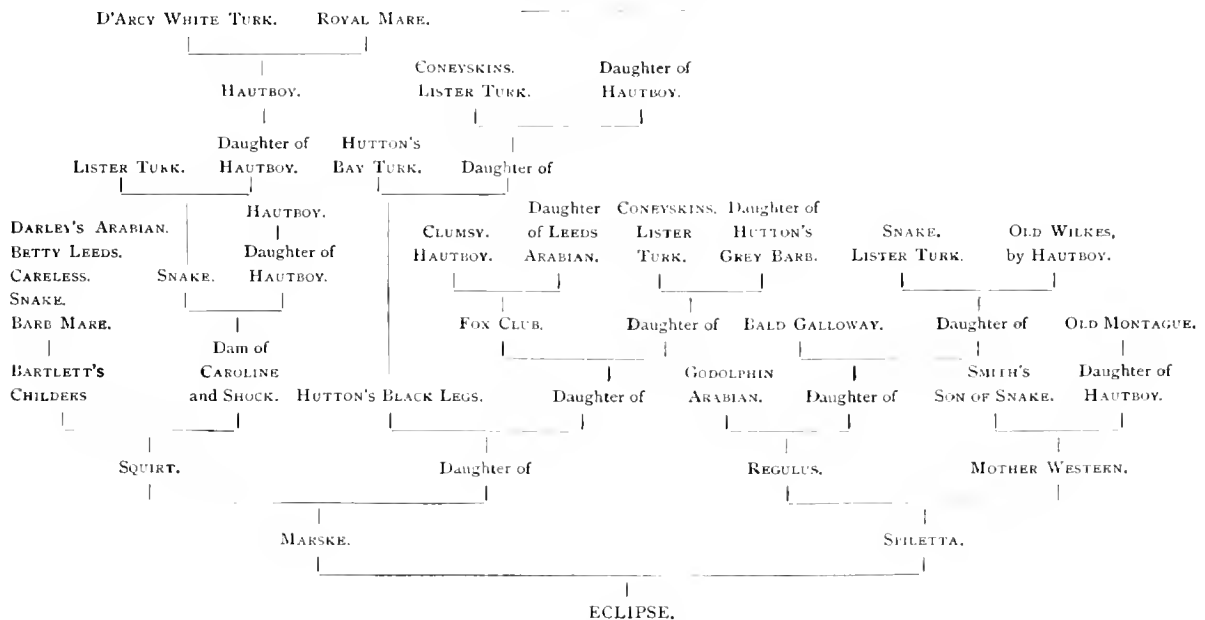 D'ARCY WHITE TURK. ROYAL MARE.
CONEYSKINS. Daughter of
HAUTBOY. LISTER TURK. HAUTBOY.
Daughter of HUTTON'S
LISTER TURK. HAUTBOY. BAY TURK. Daughter of
HAUTBOY. Daughter CONEYSKINS. Daughter of
DARLEY'S ARABIAN. CLUMSY. of LEEDS LISTER HUTTON'S SNAKE. OLD WILKES,
BETTY LEEDS. Daughter of HAUTBOY. ARABIAN. TURK. GREY BARB. LISTER TURK. by HAUTBOY.
CARELESS. SNAKE. HAUTBOY.
SNAKE.
BARB MARE. FOX CLUB. Daughter of BALD GALLOWAY. Daughter of OLD MONTAGUE.
Dam of
BARTLETT'S CAROLINE GODOLPHIN SMITH'S Daughter of
CHILDERS and SHOCK. HUTTON'S BLACK LEGS. Daughter of ARABIAN. Daughter of SON OF SNAKE. HAUTBOY.
SQUIRT. Daughter of REGULUS. MOTHER WESTERN.
MARSKE. SPILETTA.
ECLIPSE.